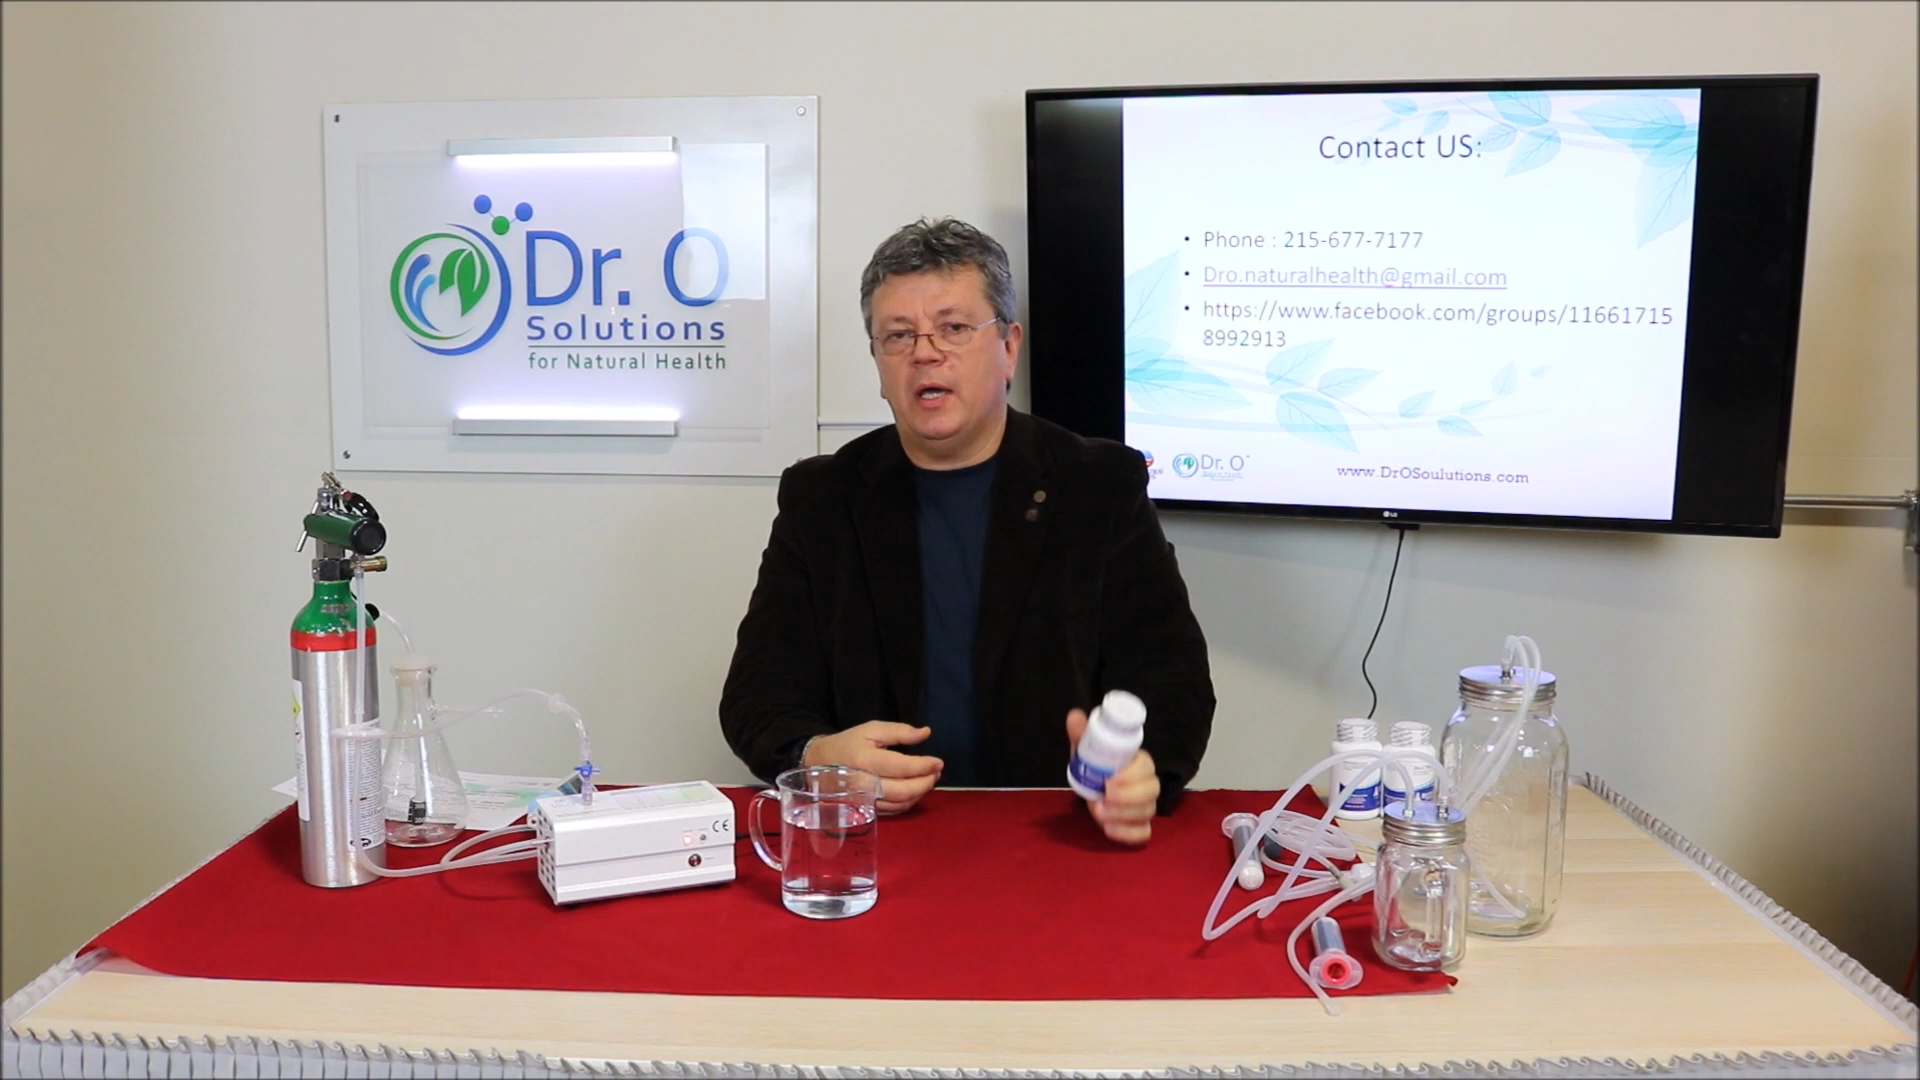 Dr. O
Solutions
for Natural Health
Contact US:
• Phone : 215-677-7177
• Dro.naturalhealth@gmail.com
• https://www.facebook.com/groups/11661715
8992913
Dr. O
www.DrOSoulutions.com
LG
CE